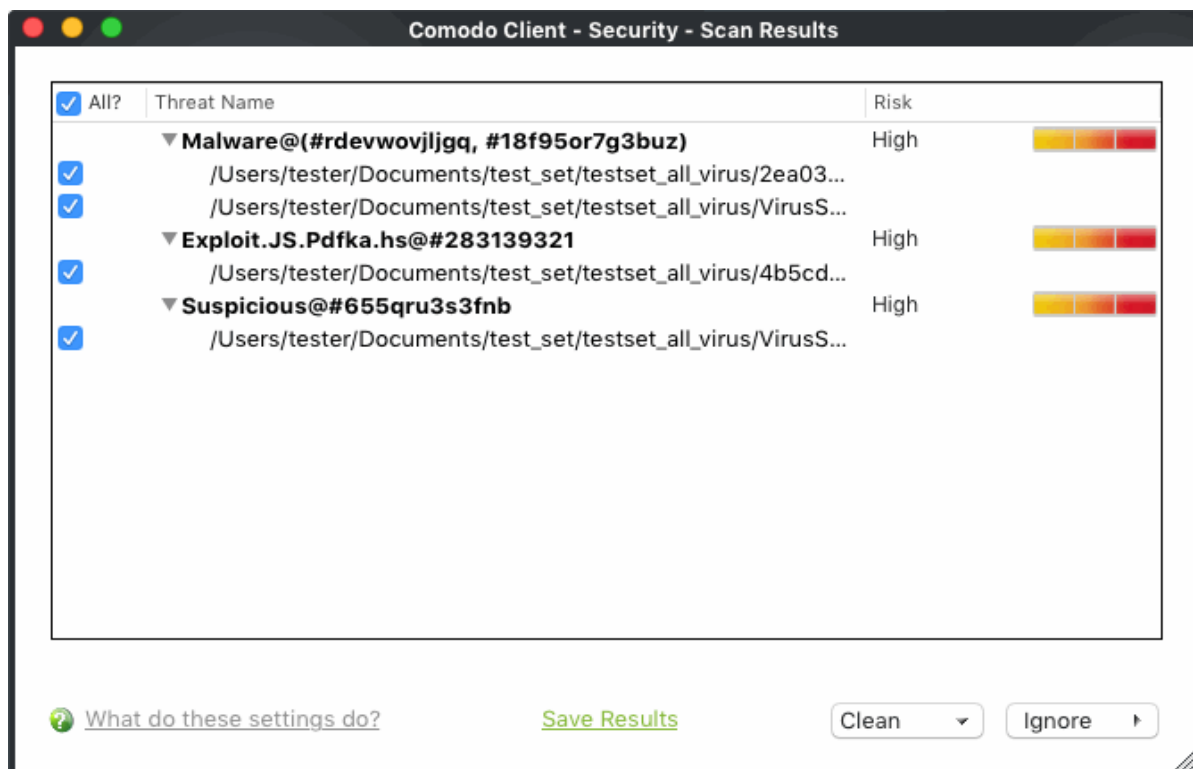 Comodo Client - Security - Scan Results
All? Threat Name Risk
Malware@(#rdevwovjljgq, #18f95or7g3buz) High
/Users/tester/Documents/test_set/testset_all_virus/2ea03...
/Users/tester/Documents/test_set/testset_all_virus/VirusS...
Exploit.JS.Pdfka.hs@#283139321 High
/Users/tester/Documents/test_set/testset_all_virus/4b5cd...
Suspicious@#655qru3s3fnb High
/Users/tester/Documents/test_set/testset_all_virus/VirusS...
What do these settings do? Save Results Clean Ignore